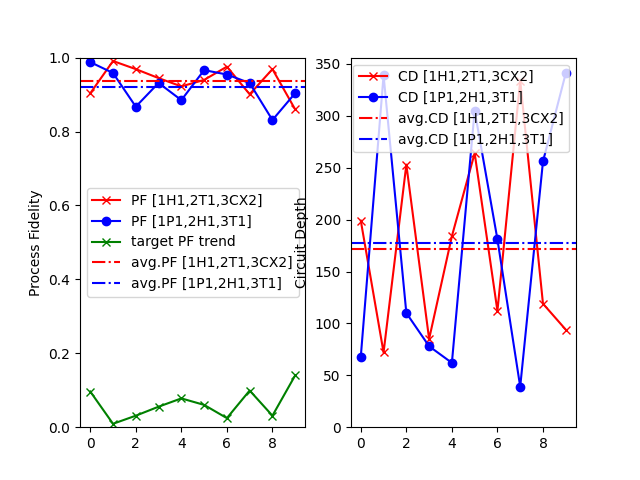 1.0
0.8
0.6
0.4
0.2
0.0
Process Fidelity
PF [1H1,2T1,3CX2]
PF [1P1,2H1,3T1]
target PF trend
avg.PF [1H1,2T1,3CX2]
avg.PF [1P1,2H1,3T1]
0 2 4 6 8
350
300
250
200
150
100
50
0
Circuit Depth
CD [1H1,2T1,3CX2]
CD [1P1,2H1,3T1]
avg.CD [1H1,2T1,3CX2]
avg.CD [1P1,2H1,3T1]
0 2 4 6 8